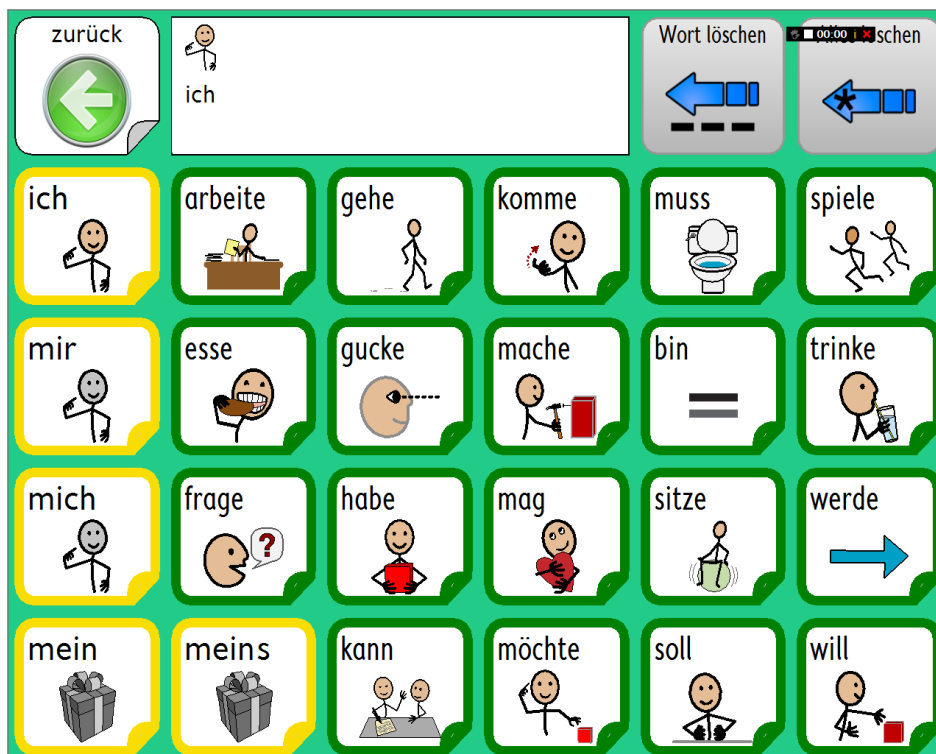 zurück
ich
Wort löschen
00:00 i
löschen
ich
arbeite
gehe
komme
muss
spiele
mir
esse
gucke
mache
bin
trinke
mich
frage
?
habe
mag
sitze
werde
mein
meins
kann
möchte
soll
will